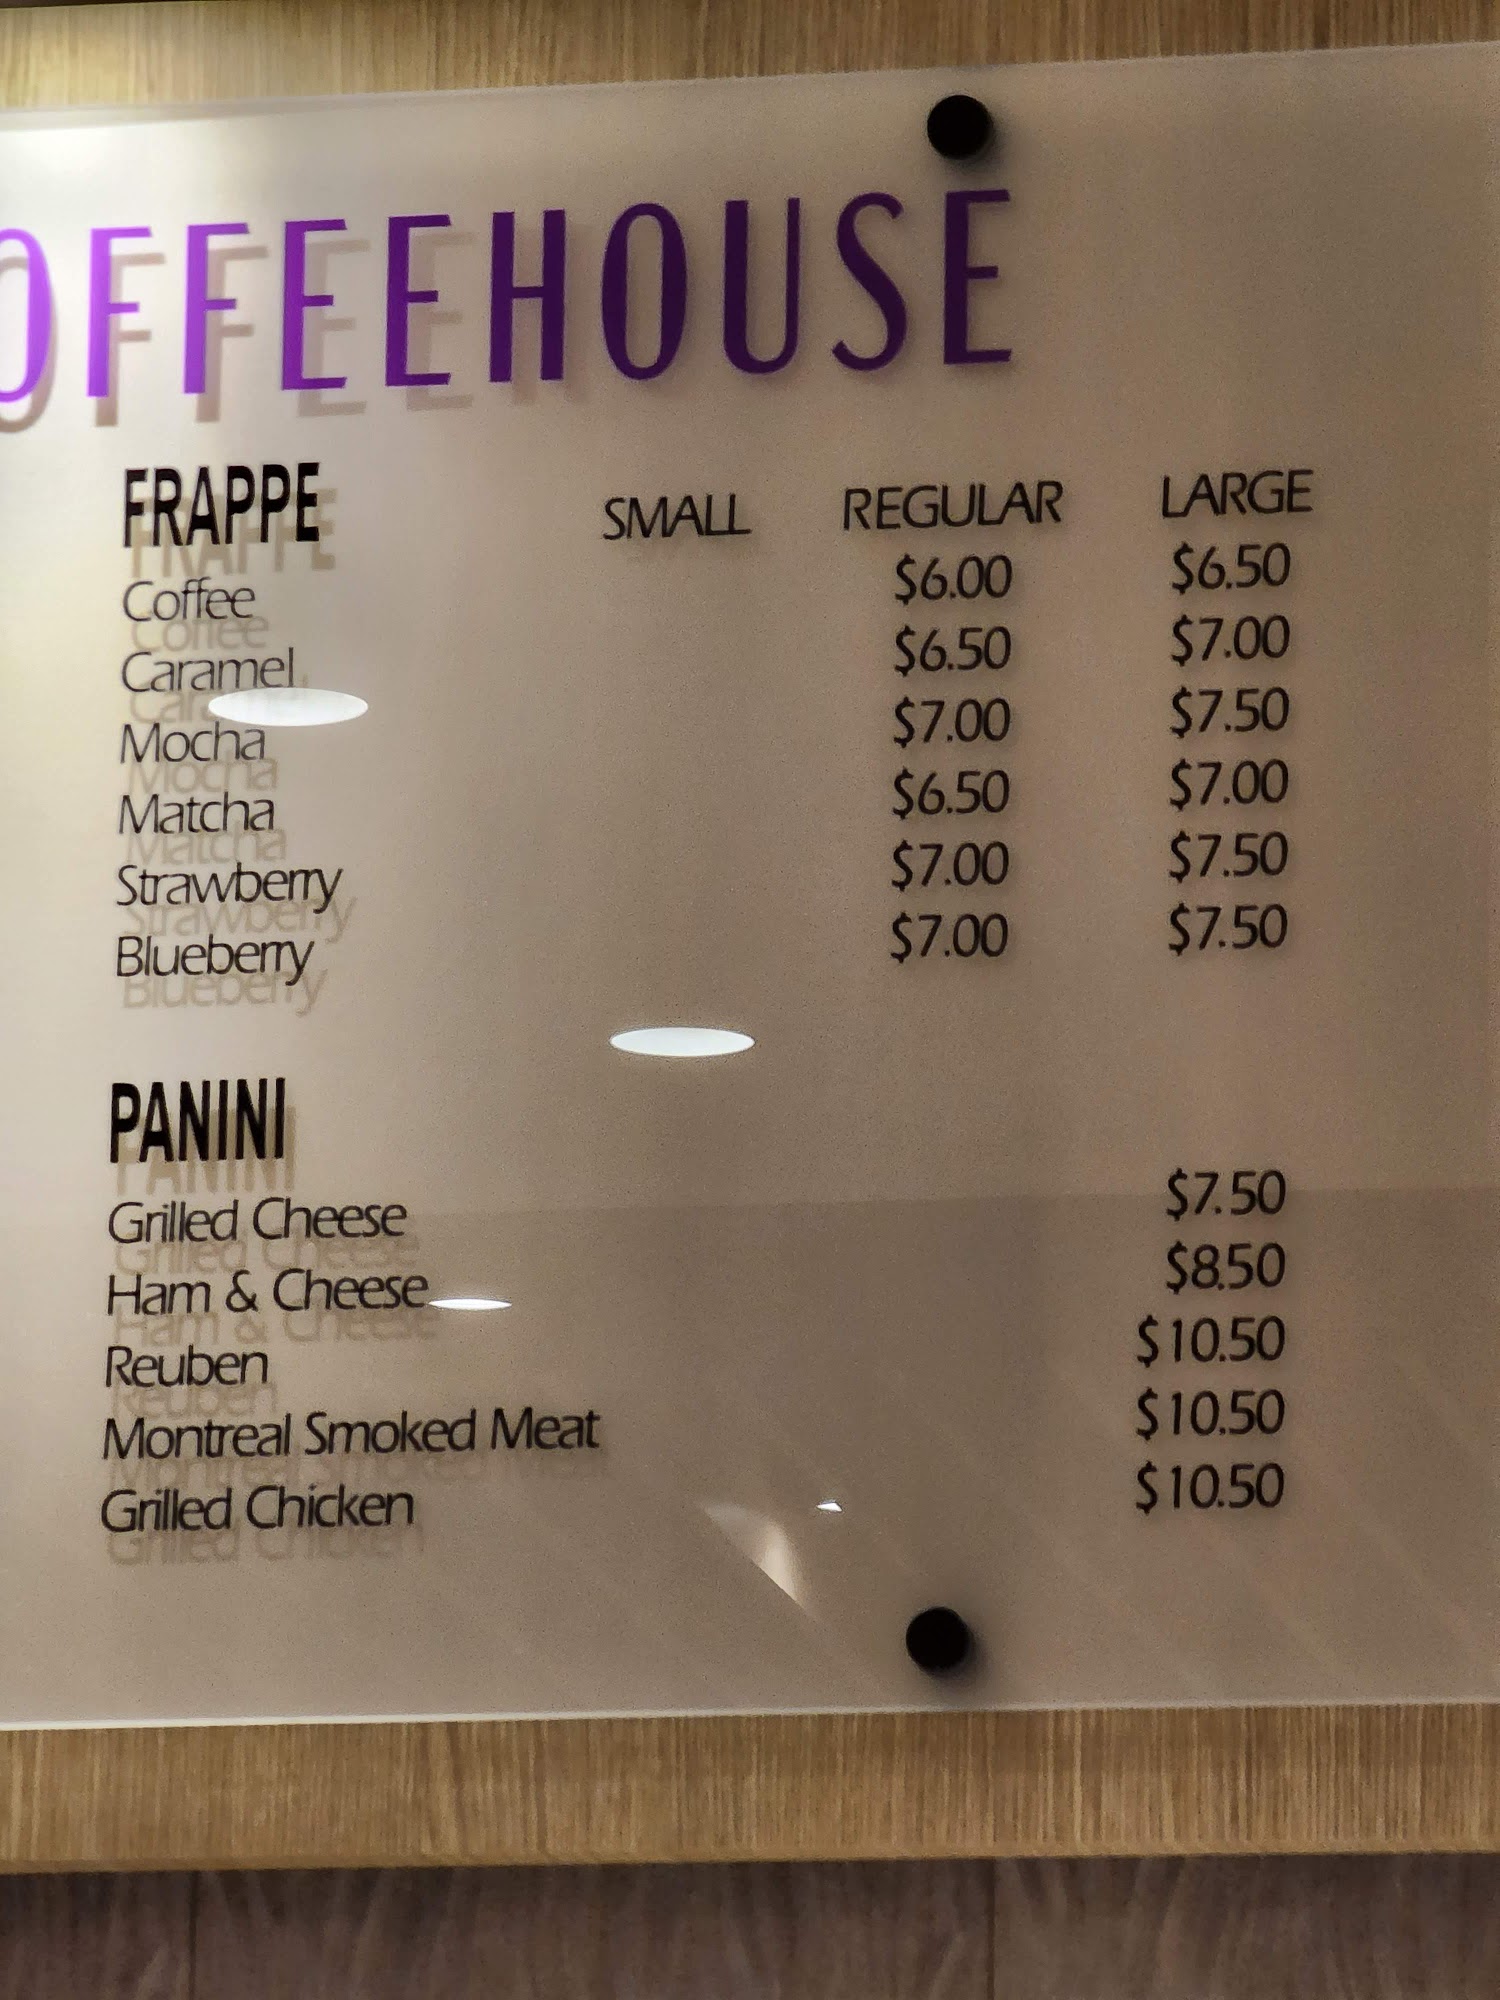 OFFEEHOUSE
FRAPPE SMALL REGULAR LARGE
Coffee $6.00 $6.50
Caramel $6.50 $7.00
Mocha $7.00 $7.50
Matcha $6.50 $7.00
Strawberry $7.00 $7.50
Blueberry $7.00 $7.50
PANINI
Grilled Cheese $7.50
Ham & Cheese $8.50
Reuben $10.50
Montreal Smoked Meat $10.50
Grilled Chicken $10.50